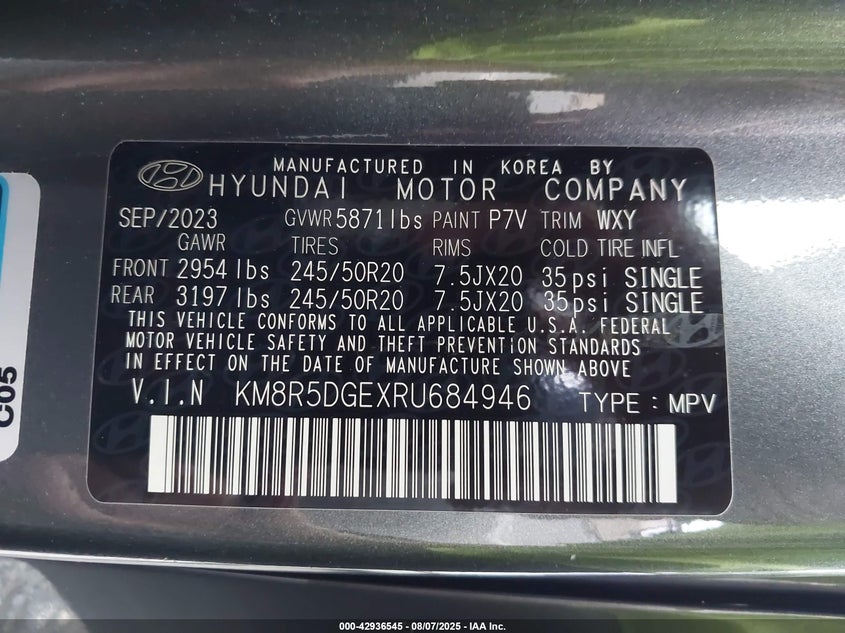 MANUFACTURED IN KOREA BY
HYUNDAI MOTOR COMPANY
SEP/2023 GVWR 5871lbs PAINT P7V TRIM WXY
GAWR TIRES RIMS COLD TIRE INFL
FRONT 2954lbs 245/50R20 7.5JX20 35psi SINGLE
REAR 3197lbs 245/50R20 7.5JX20 35psi SINGLE
THIS VEHICLE CONFORMS TO ALL APPLICABLE U.S.A. FEDERAL
MOTOR VEHICLE SAFETY AND THEFT PREVENTION STANDARDS
IN EFFECT ON THE DATE OF MANUFACTURE SHOWN ABOVE
V.I.N KM8R5DGEXRU684946 TYPE : MPV
C05
000-42936545 - 08/07/2025 - IAA Inc.